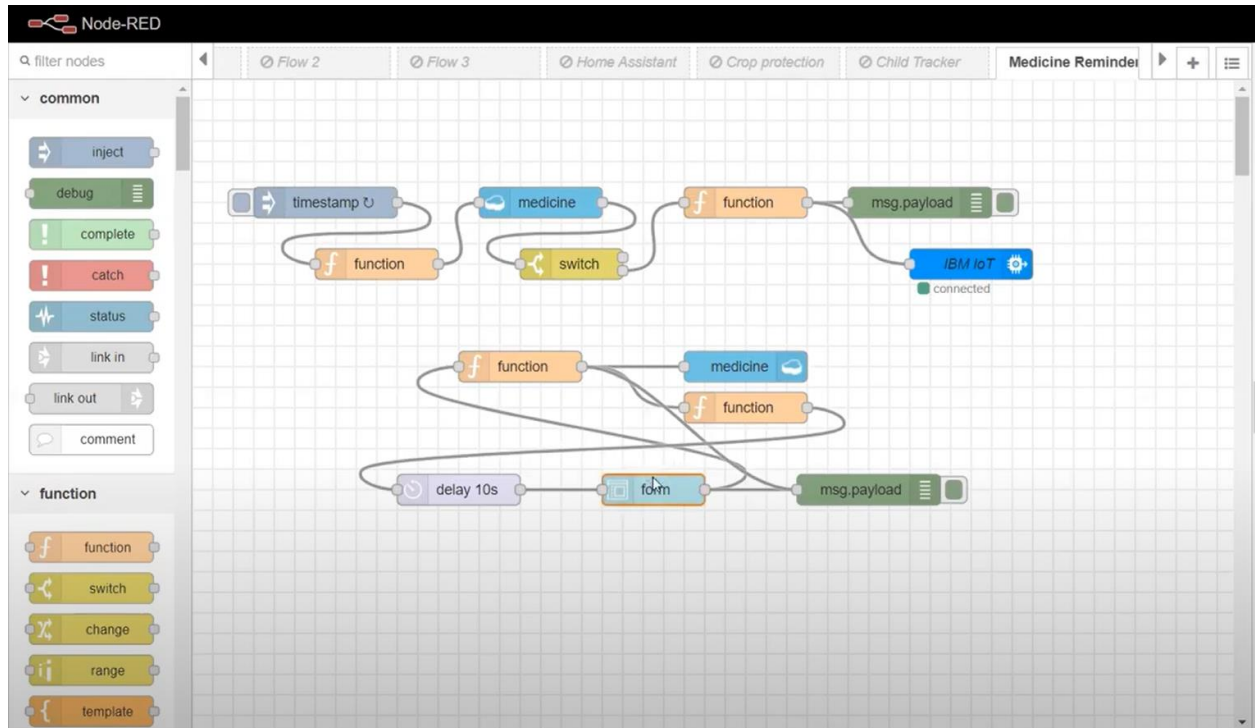 Node-RED
filter nodes
Flow 2
Flow 3
Home Assistant
Crop protection
Child Tracker
Medicine Reminder
common
inject
debug
complete
catch
status
link in
link out
comment
function
function
switch
change
range
template
timestamp ↻
medicine
function
msg.payload
function
switch
IBM IoT
connected
function
medicine
function
delay 10s
form
msg.payload